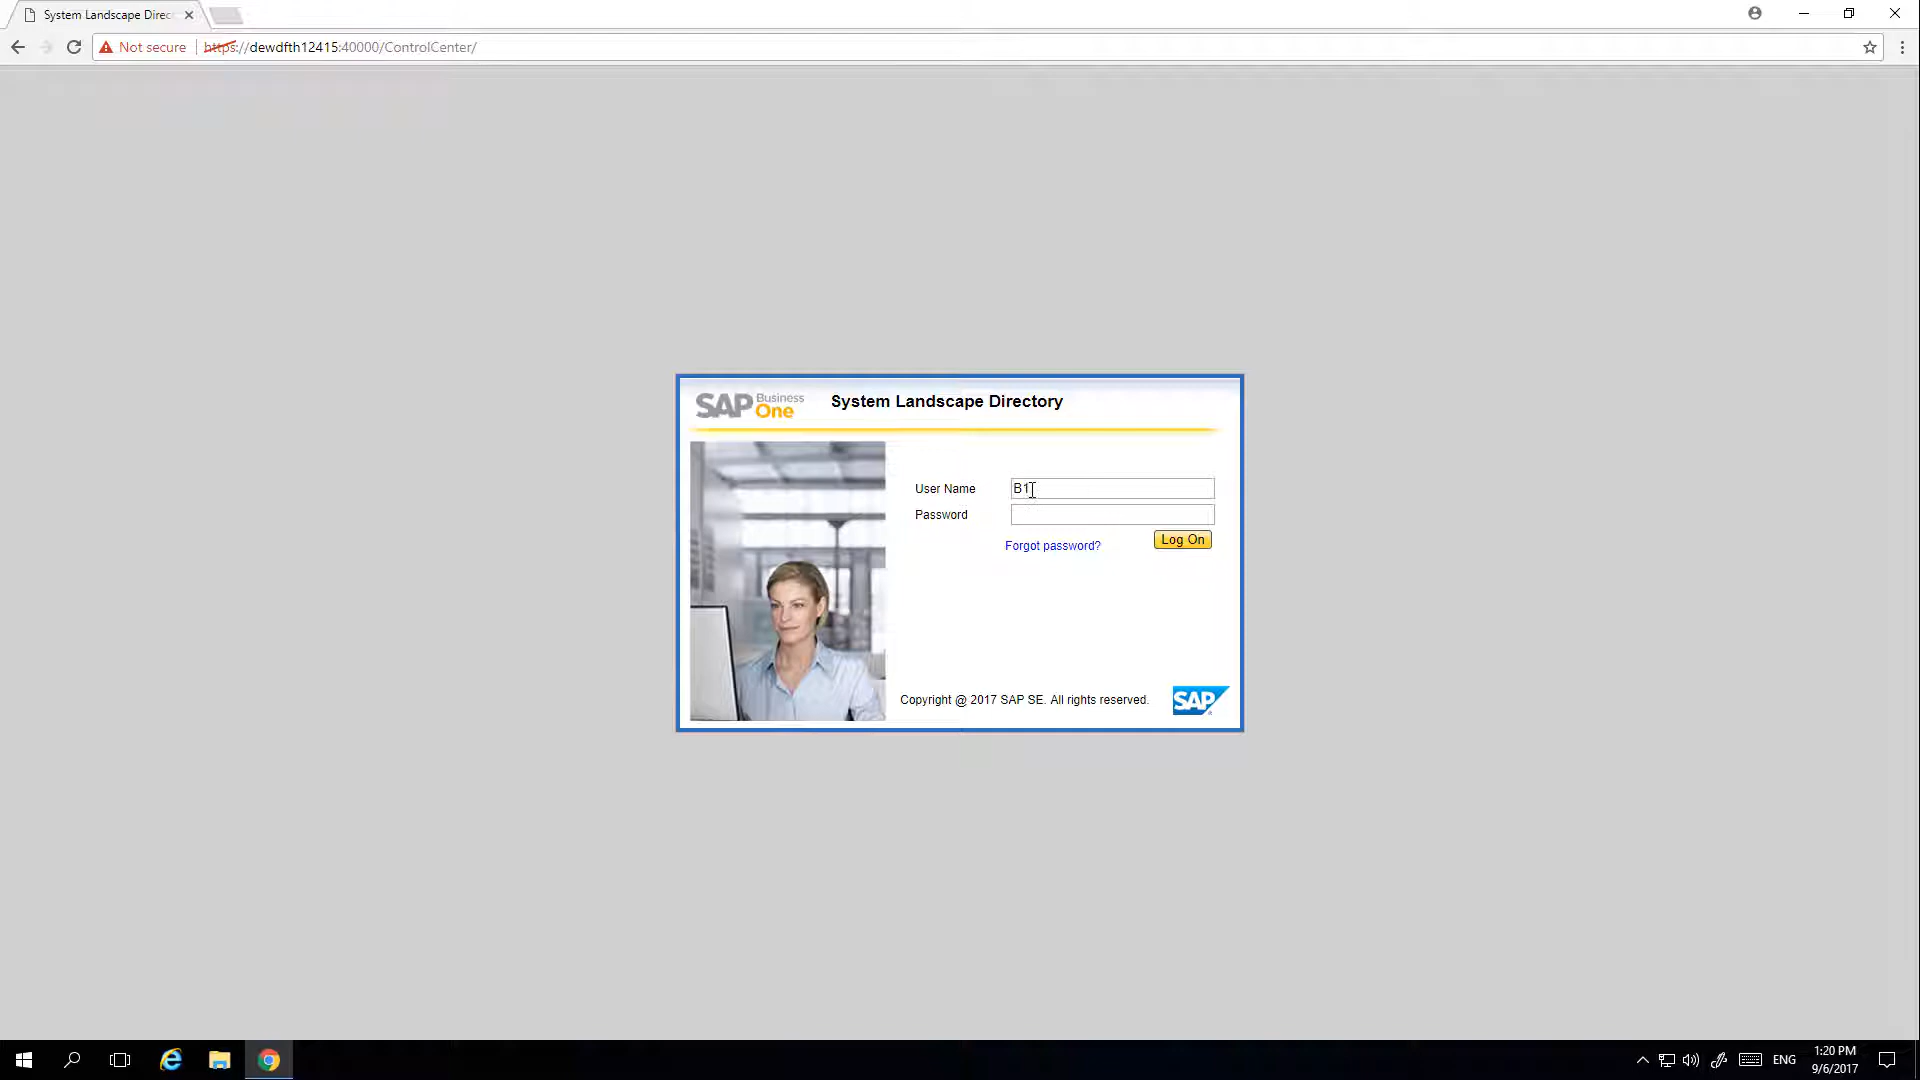 System Landscape Direc
Not secure https://dewdfth12415:40000/ControlCenter/
SAP Business One System Landscape Directory
User Name B1
Password
Forgot password? Log On
Copyright @ 2017 SAP SE. All rights reserved. SAP
ENG 1:20 PM
9/6/2017